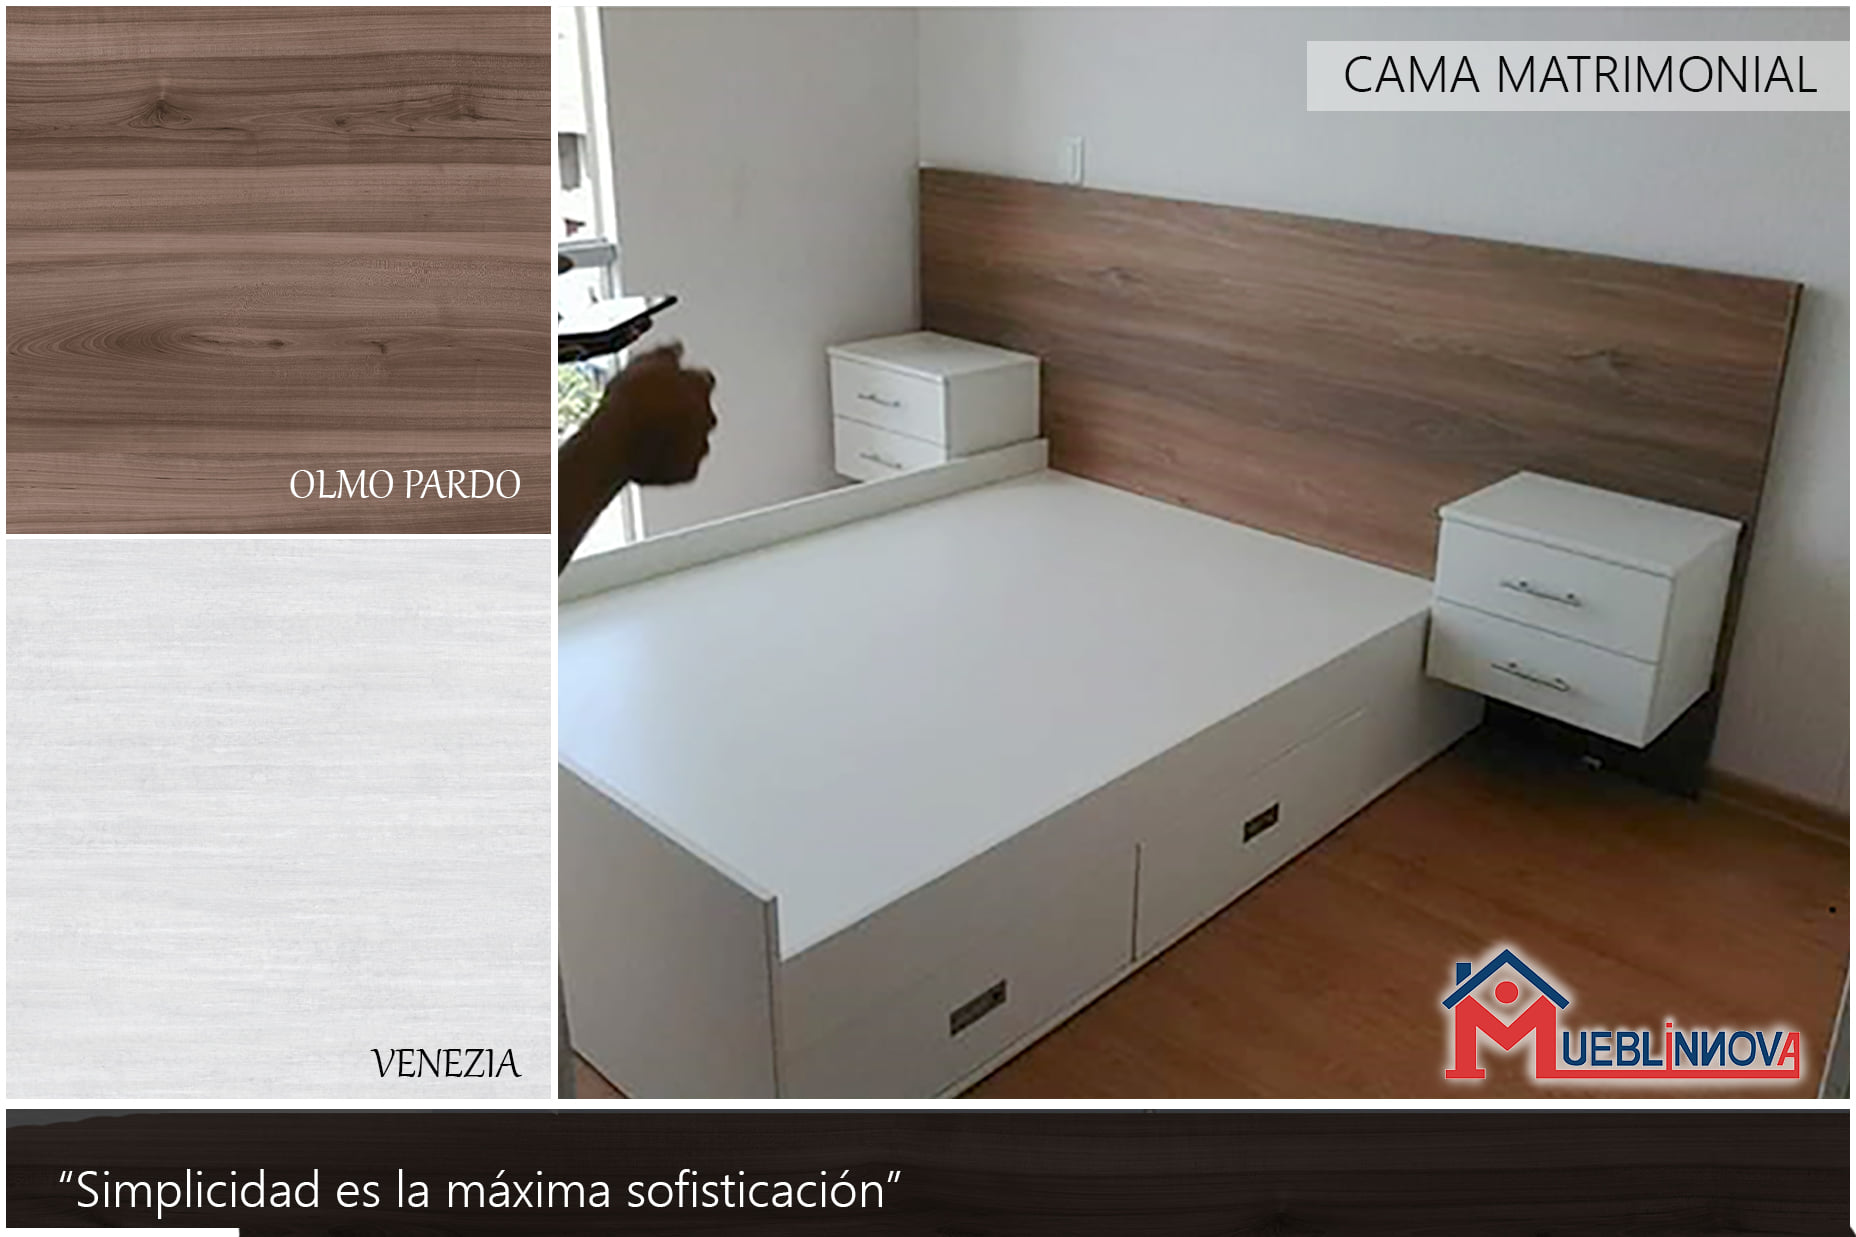 CAMA MATRIMONIAL
OLMO PARDO
VENEZIA
MUEBLiNNOVA
“Simplicidad es la máxima sofisticación”